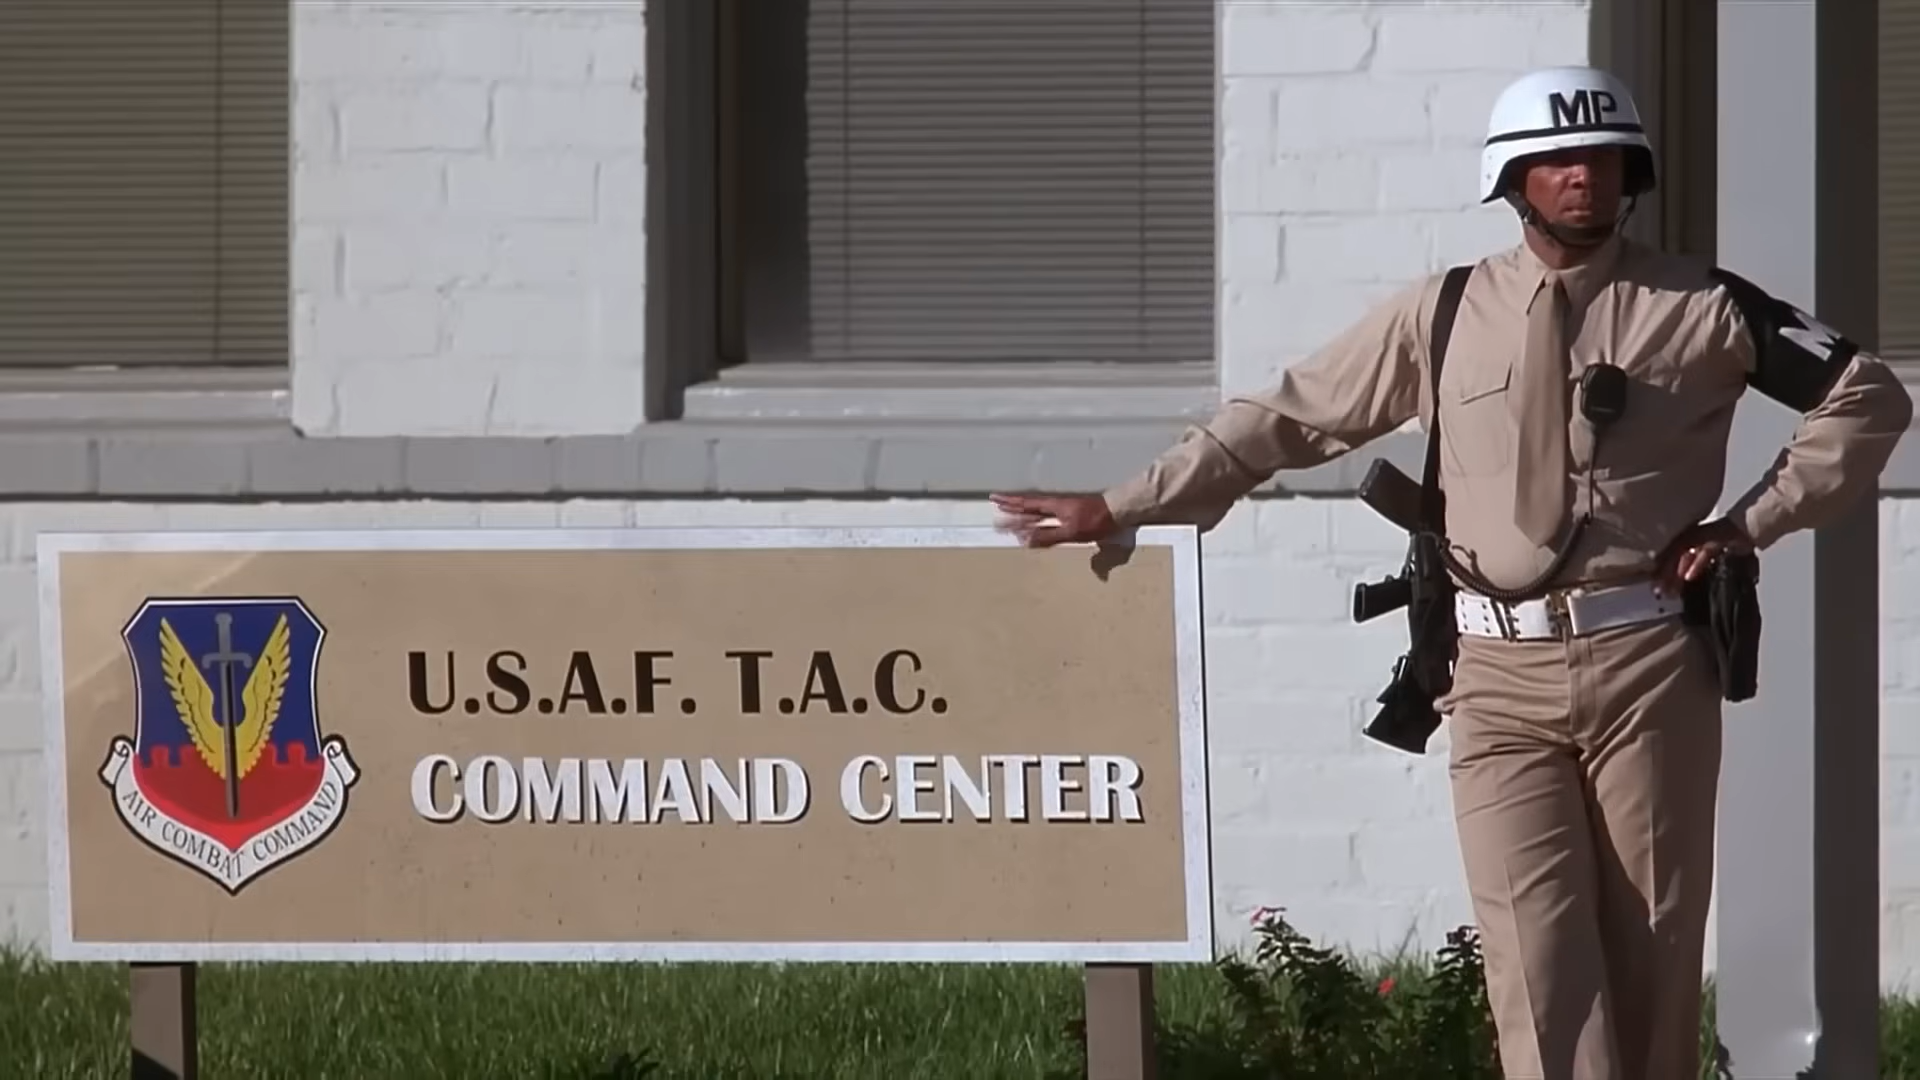 MP
M
U.S.A.F. T.A.C.
COMMAND CENTER
AIR COMBAT COMMAND